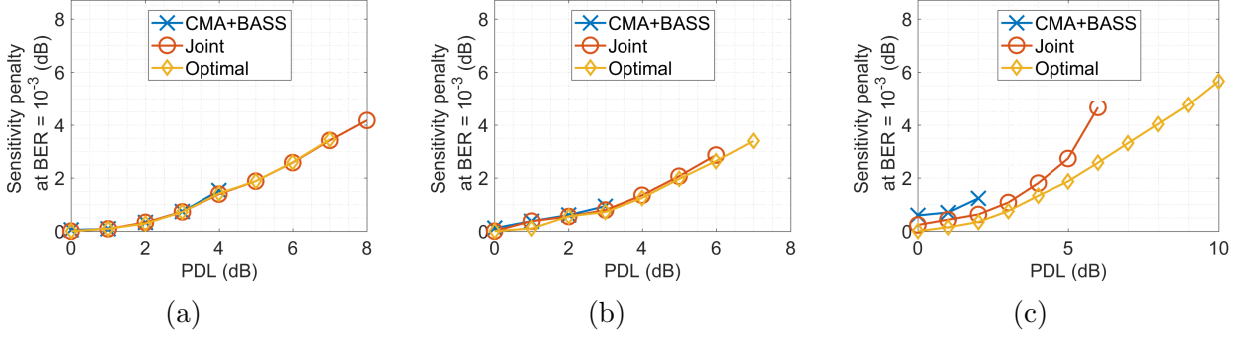 Sensitivity penalty
at BER = 10⁻³ (dB)
8
6
4
2
0
CMA+BASS
Joint
Optimal
0 2 4 6 8
PDL (dB)
(a)
Sensitivity penalty
at BER = 10⁻³ (dB)
8
6
4
2
0
CMA+BASS
Joint
Optimal
0 2 4 6 8
PDL (dB)
(b)
Sensitivity penalty
at BER = 10⁻³ (dB)
8
6
4
2
0
CMA+BASS
Joint
Optimal
0 5 10
PDL (dB)
(c)